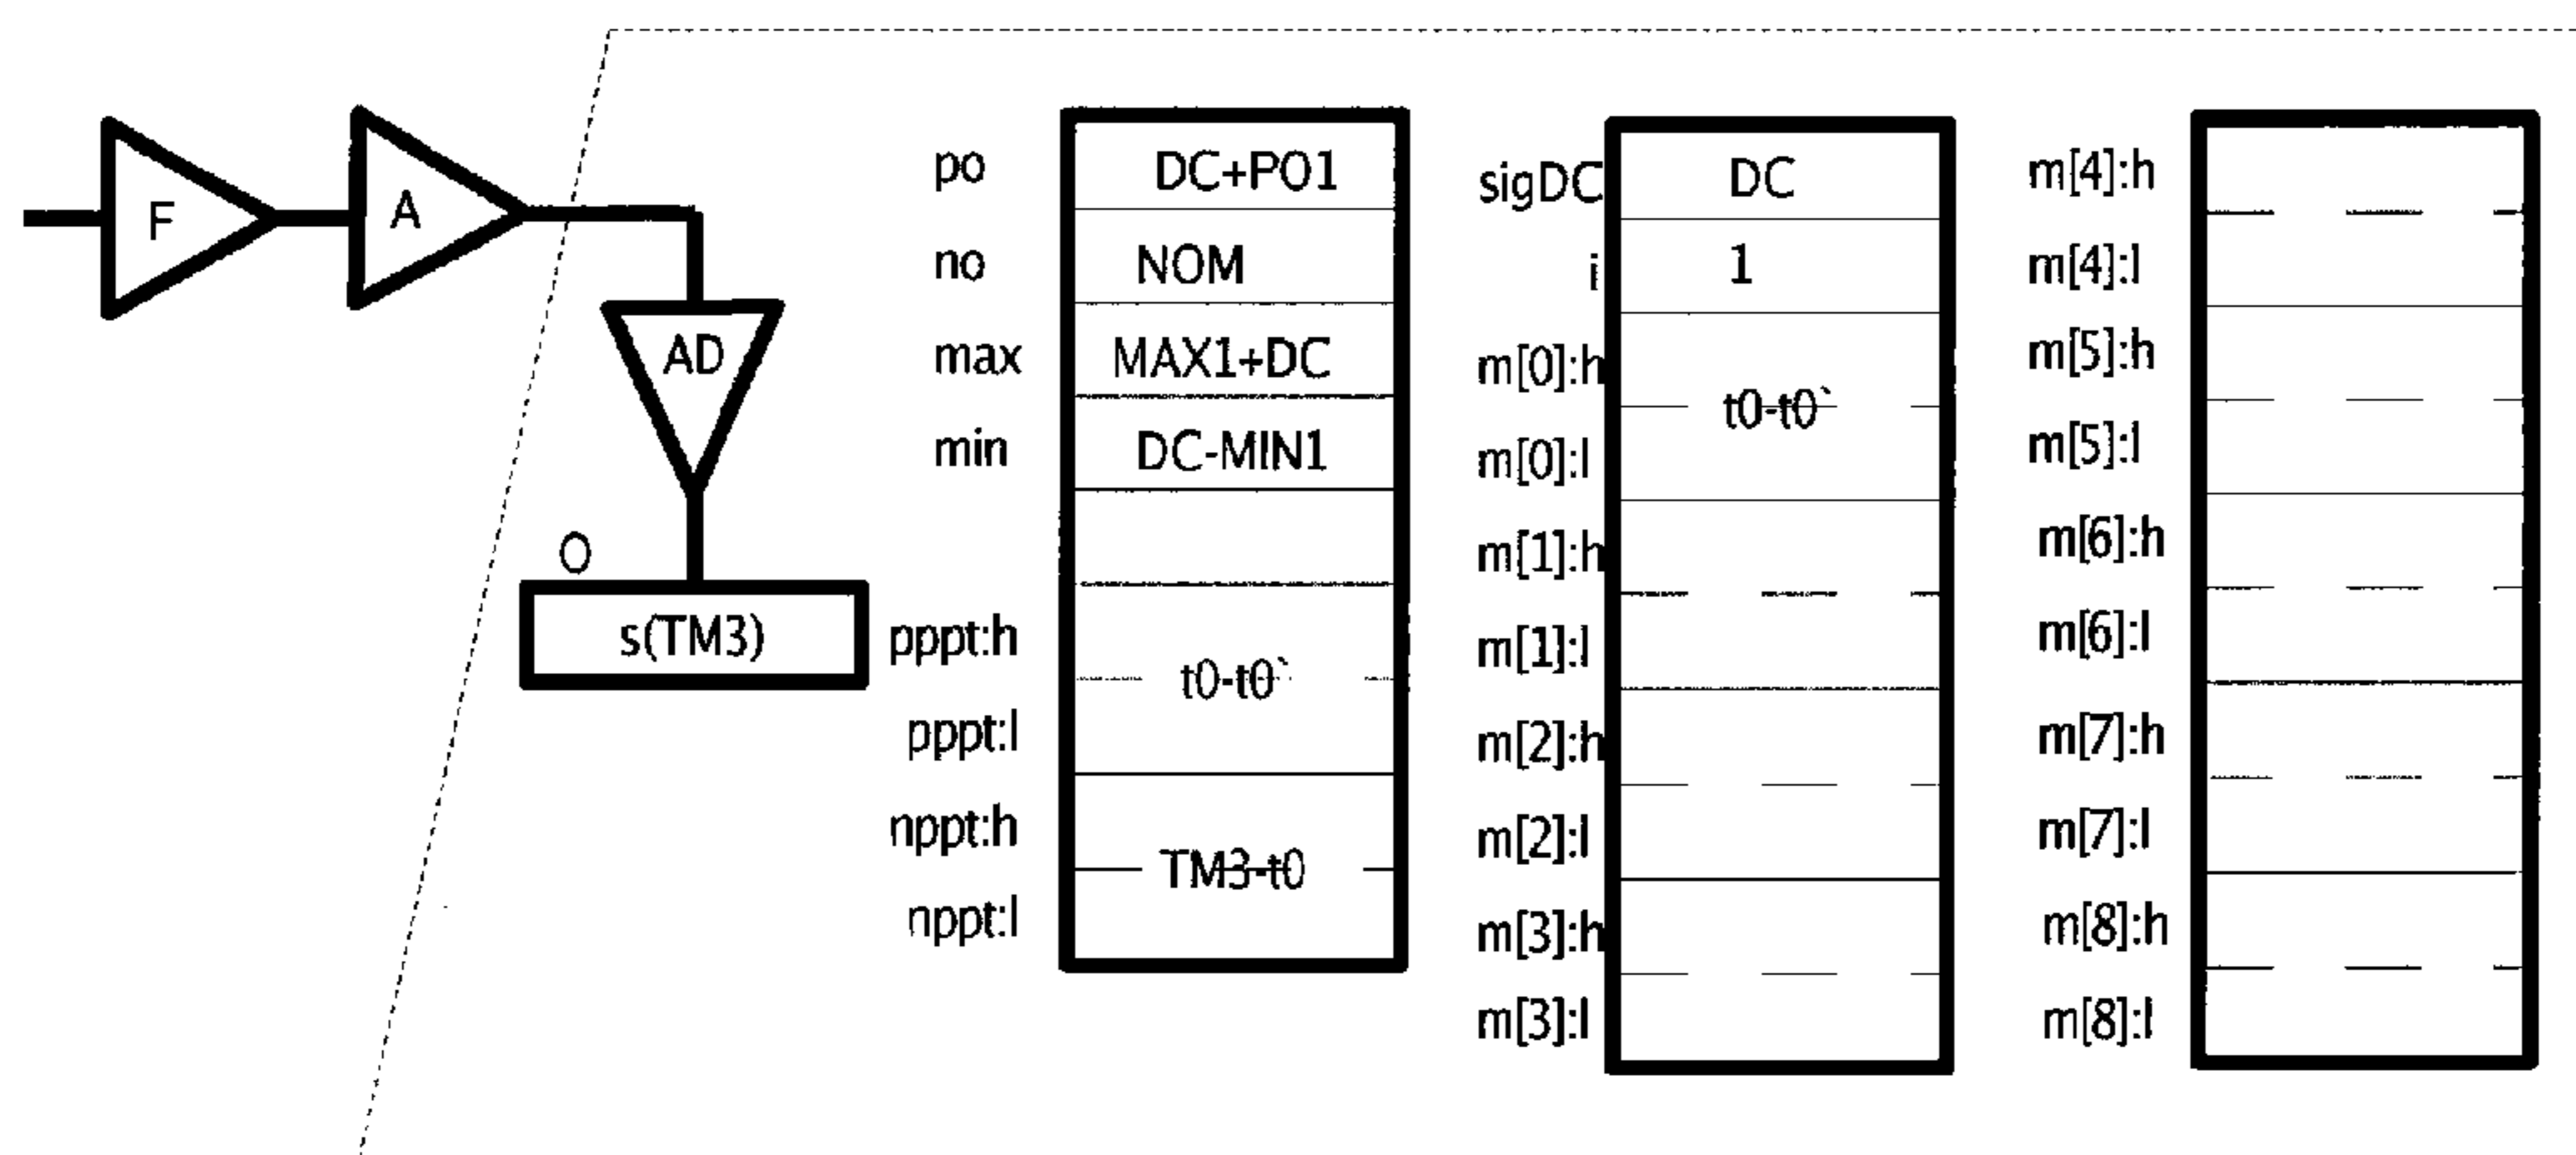 F
A
AD
O
s(TM3)
po DC+PO1
no NOM
max MAX1+DC
min DC-MIN1
pppt:h
t0-t0`
pppt:l
nppt:h
TM3-t0
nppt:l
sigDC DC
i 1
m[0]:h
t0-t0`
m[0]:l
m[1]:h
m[1]:l
m[2]:h
m[2]:l
m[3]:h
m[3]:l
m[4]:h
m[4]:l
m[5]:h
m[5]:l
m[6]:h
m[6]:l
m[7]:h
m[7]:l
m[8]:h
m[8]:l